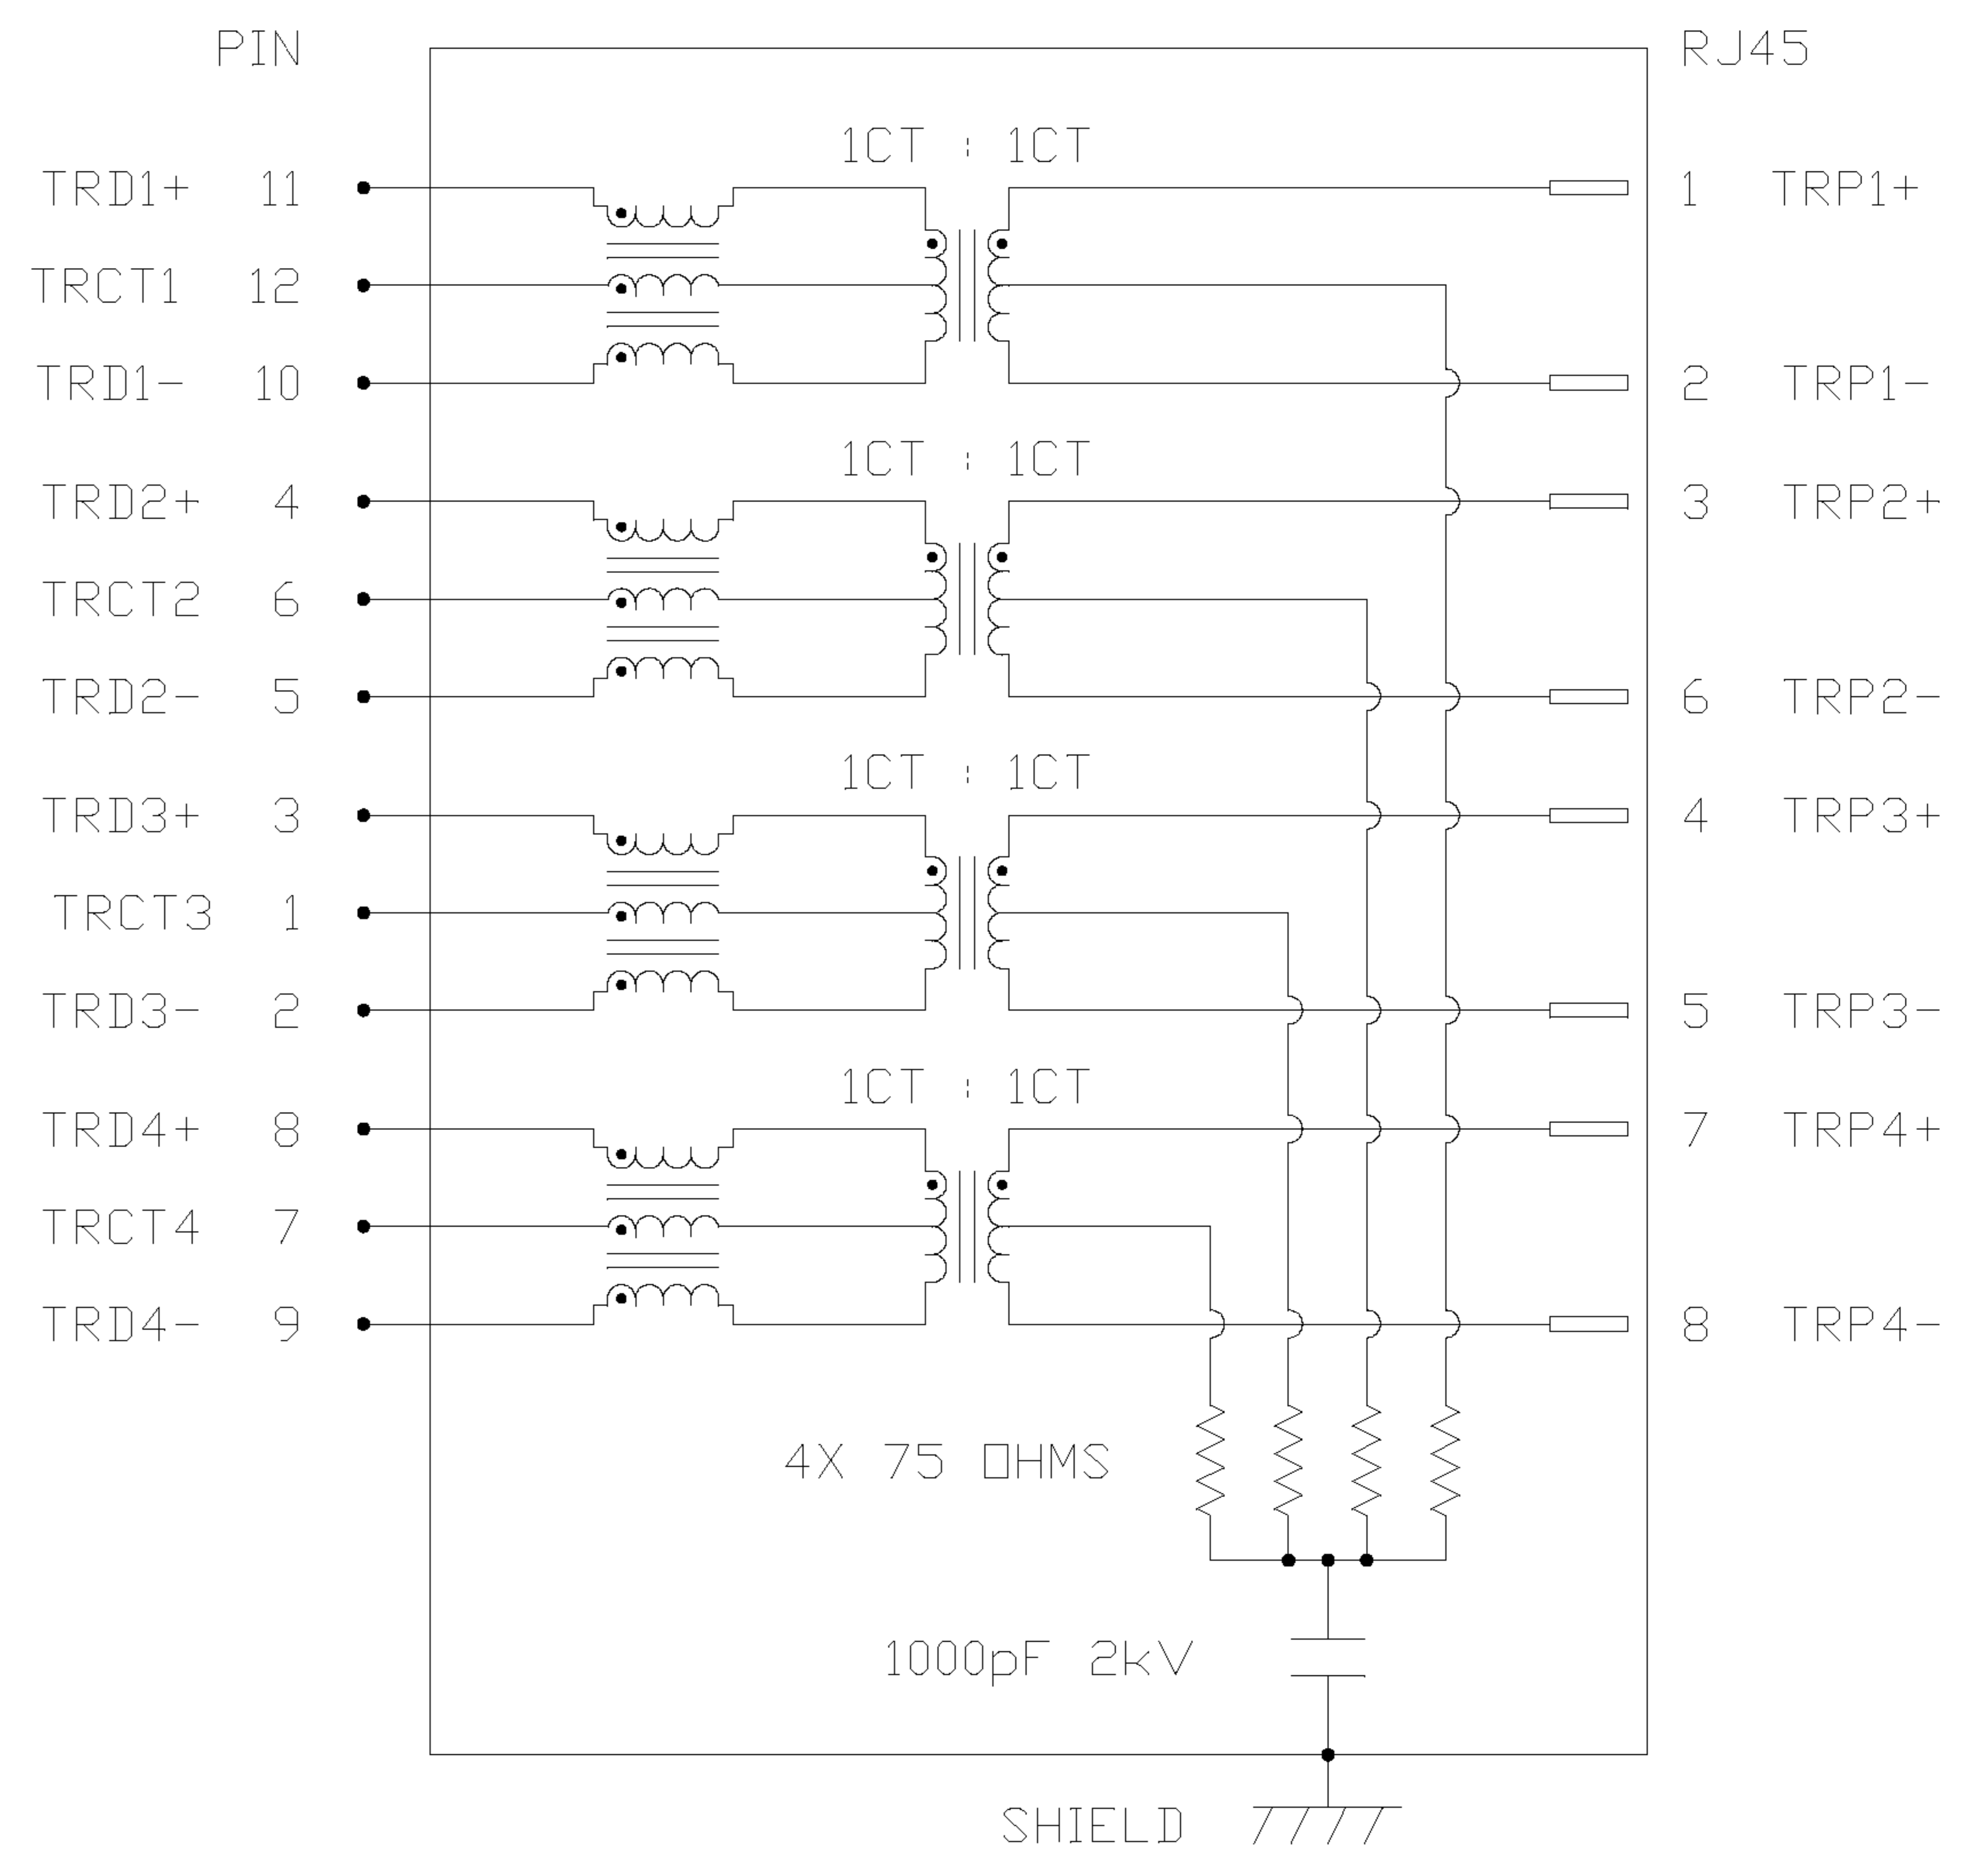 PIN RJ45
1CT : 1CT
TRD1+ 11 1 TRP1+
TRCT1 12
TRD1- 10 2 TRP1-
1CT : 1CT
TRD2+ 4 3 TRP2+
TRCT2 6
TRD2- 5 6 TRP2-
1CT : 1CT
TRD3+ 3 4 TRP3+
TRCT3 1
TRD3- 2 5 TRP3-
1CT : 1CT
TRD4+ 8 7 TRP4+
TRCT4 7
TRD4- 9 8 TRP4-
4X 75 OHMS
1000pF 2kV
SHIELD